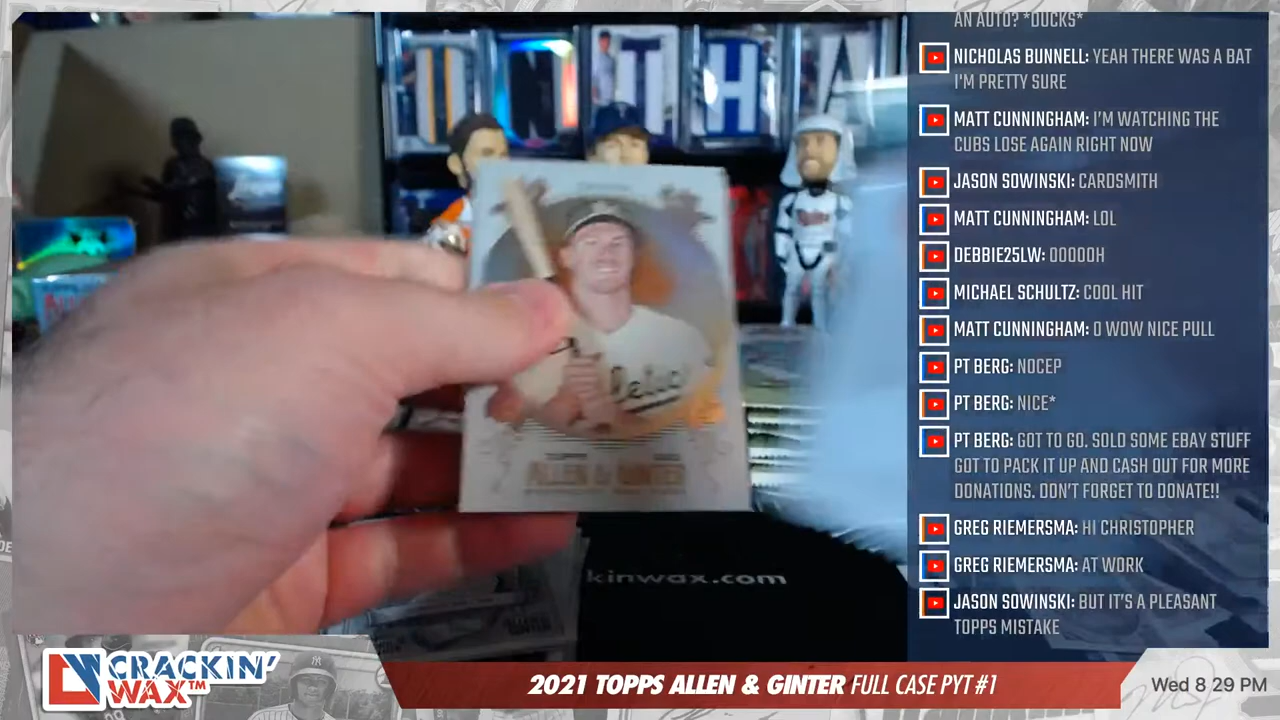 AN AUTO? *DUCKS*
NICHOLAS BUNNELL: YEAH THERE WAS A BAT
I'M PRETTY SURE
MATT CUNNINGHAM: I'M WATCHING THE
CUBS LOSE AGAIN RIGHT NOW
JASON SOWINSKI: CARDSMITH
MATT CUNNINGHAM: LOL
DEBBIE25LW: OOOOOH
MICHAEL SCHULTZ: COOL HIT
MATT CUNNINGHAM: O WOW NICE PULL
PT BERG: NOCEP
PT BERG: NICE*
PT BERG: GOT TO GO. SOLD SOME EBAY STUFF
GOT TO PACK IT UP AND CASH OUT FOR MORE
DONATIONS. DON'T FORGET TO DONATE!!
GREG RIEMERSMA: HI CHRISTOPHER
GREG RIEMERSMA: AT WORK
JASON SOWINSKI: BUT IT'S A PLEASANT
TOPPS MISTAKE
NTHA
letic
ALLEN & GINTER
kinwax.com
CRACKIN'
WAX™
2021 TOPPS ALLEN & GINTER FULL CASE PYT #1
Wed 8 29 PM